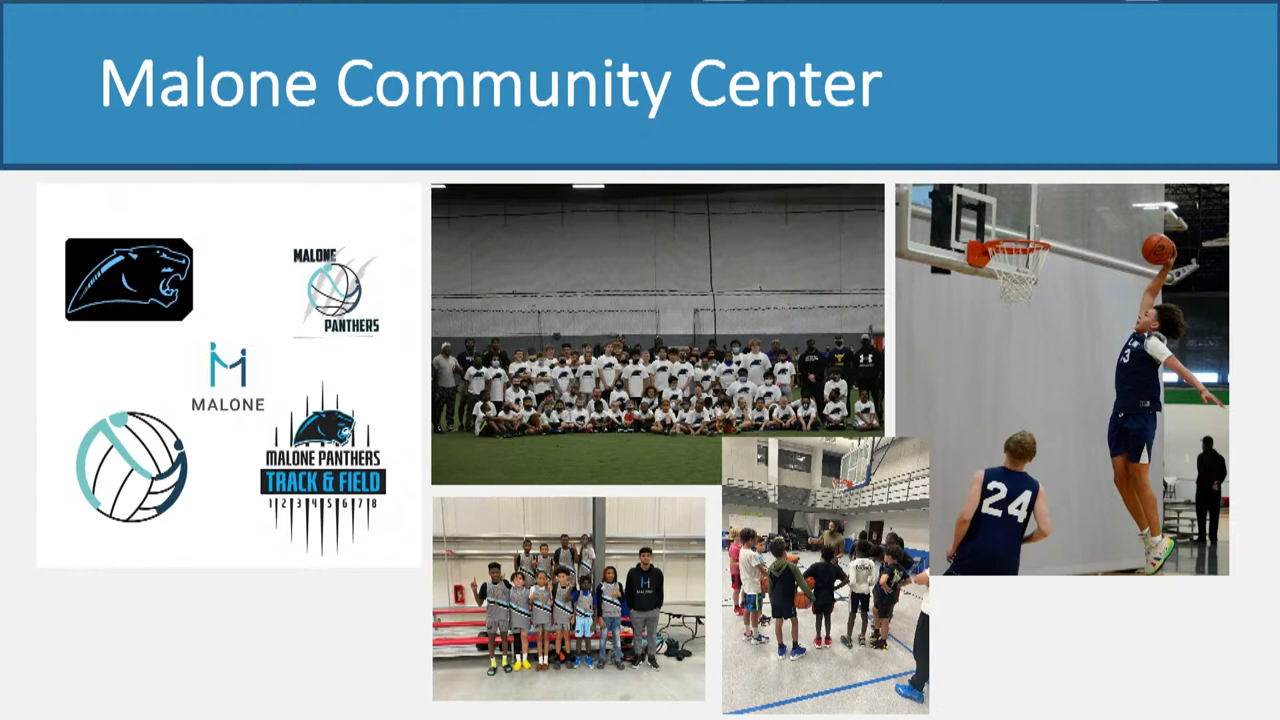 Malone Community Center
MALONE
PANTHERS
MALONE
MALONE PANTHERS
TRACK & FIELD
1 2 3 4 5 6 7 8
24